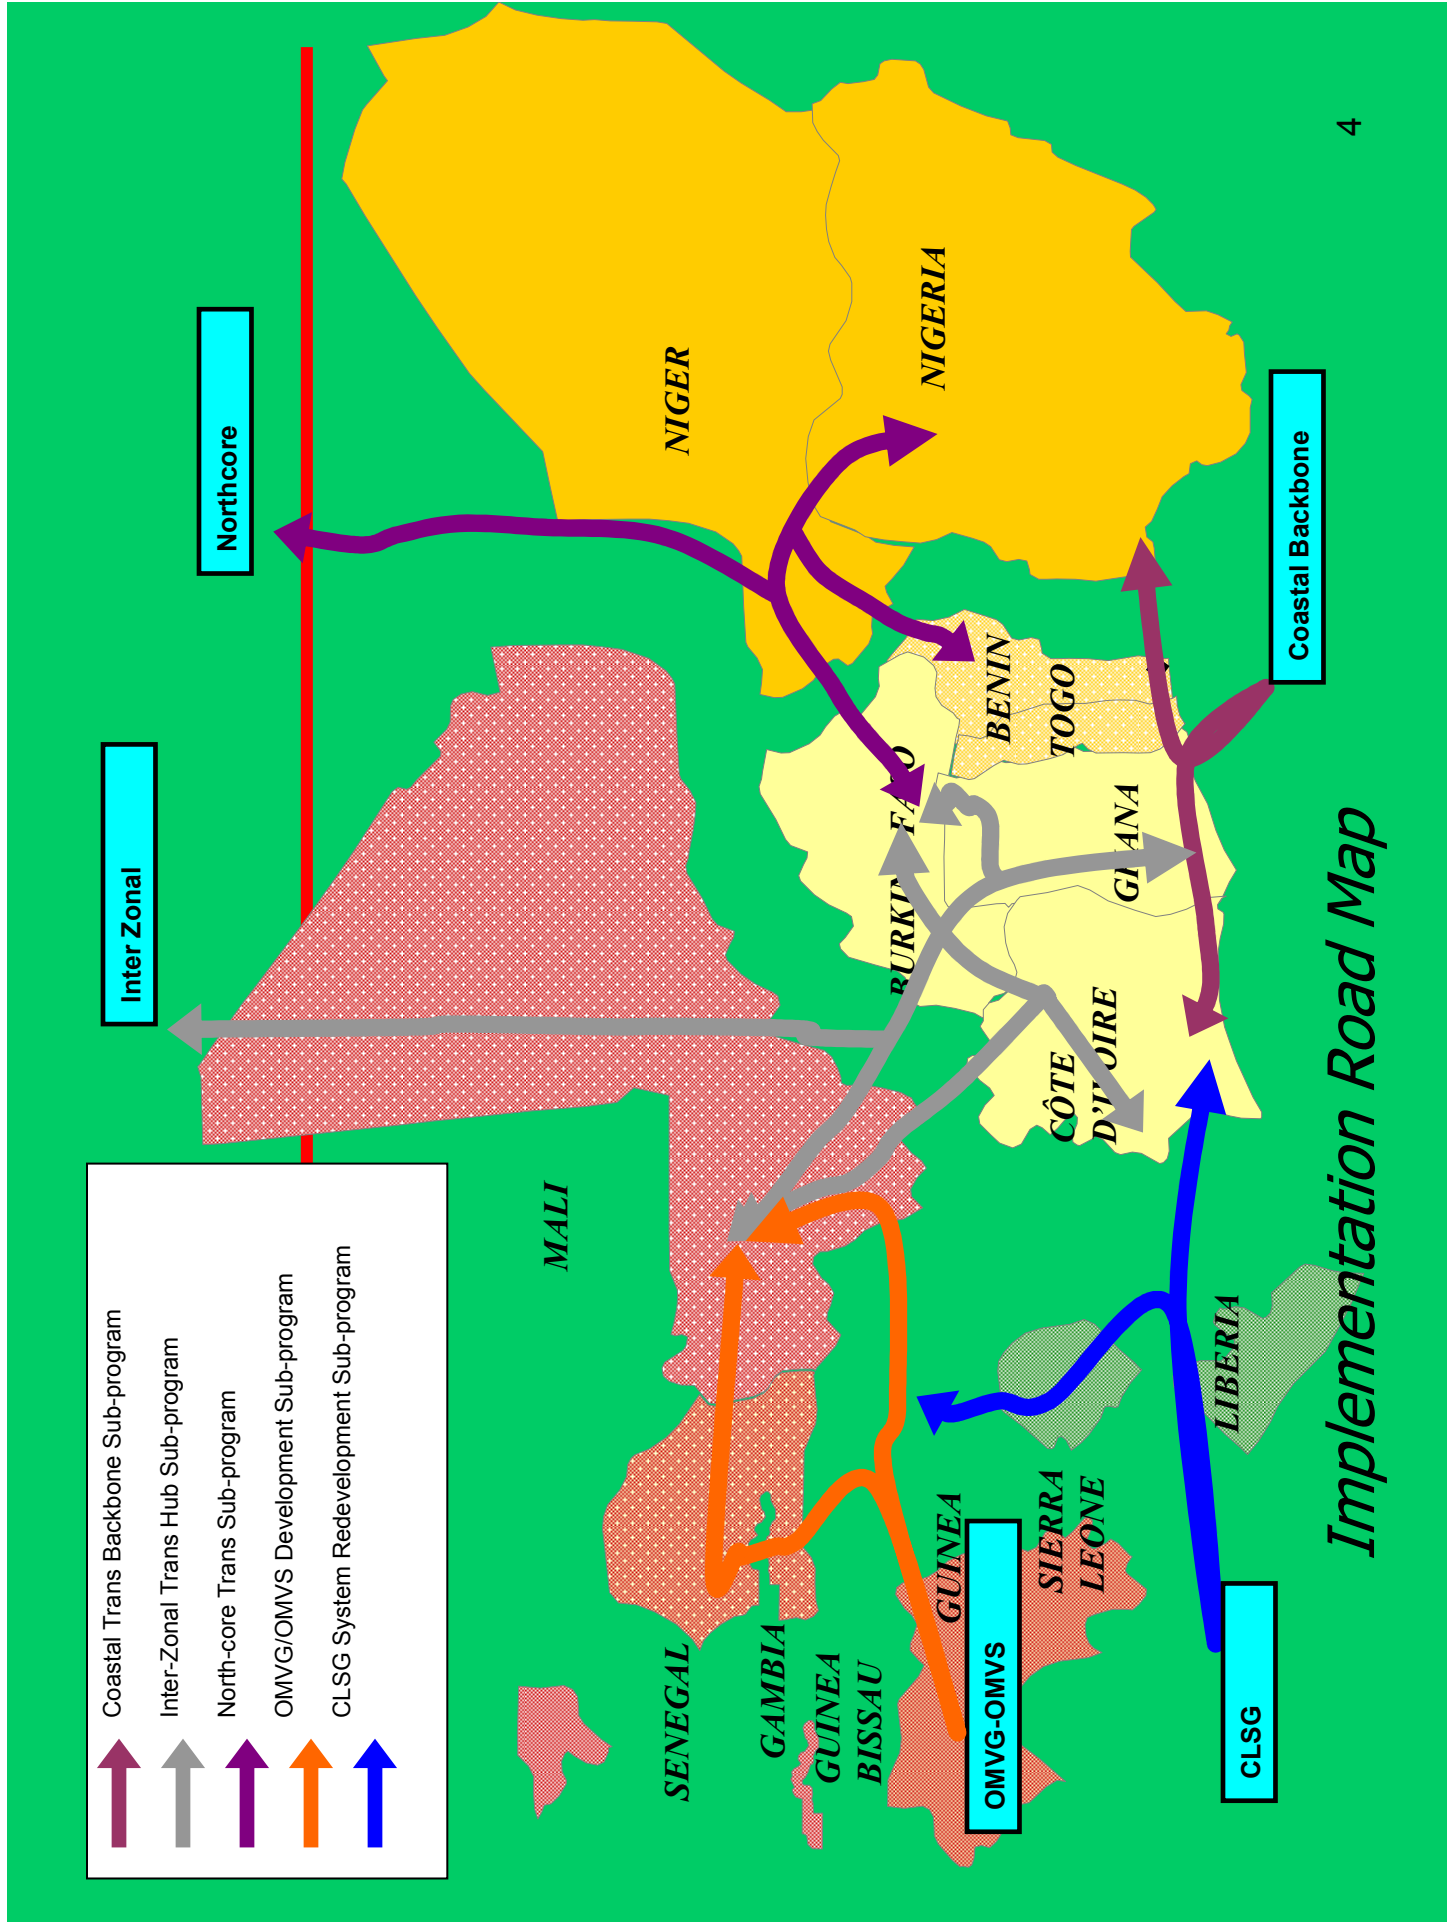 Coastal Trans Backbone Sub-program
Inter-Zonal Trans Hub Sub-program
North-core Trans Sub-program
OMVG/OMVS Development Sub-program
CLSG System Redevelopment Sub-program
Inter Zonal
Northcore
MALI
SENEGAL
NIGER
GAMBIA
GUINEA
BISSAU
BURKINA FASO
NIGERIA
GUINEA
OMVG-OMVS
BENIN
SIERRA
LEONE
TOGO
CÔTE
D'IVOIRE
GHANA
LIBERIA
CLSG
Coastal Backbone
Implementation Road Map
4